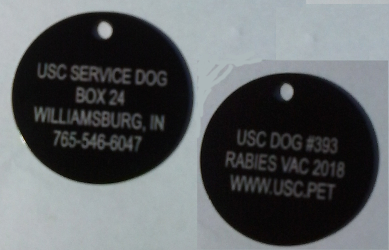 USC SERVICE DOG
BOX 24
WILLIAMSBURG, IN
765-546-6047
USC DOG #393
RABIES VAC 2018
WWW.USC.PET